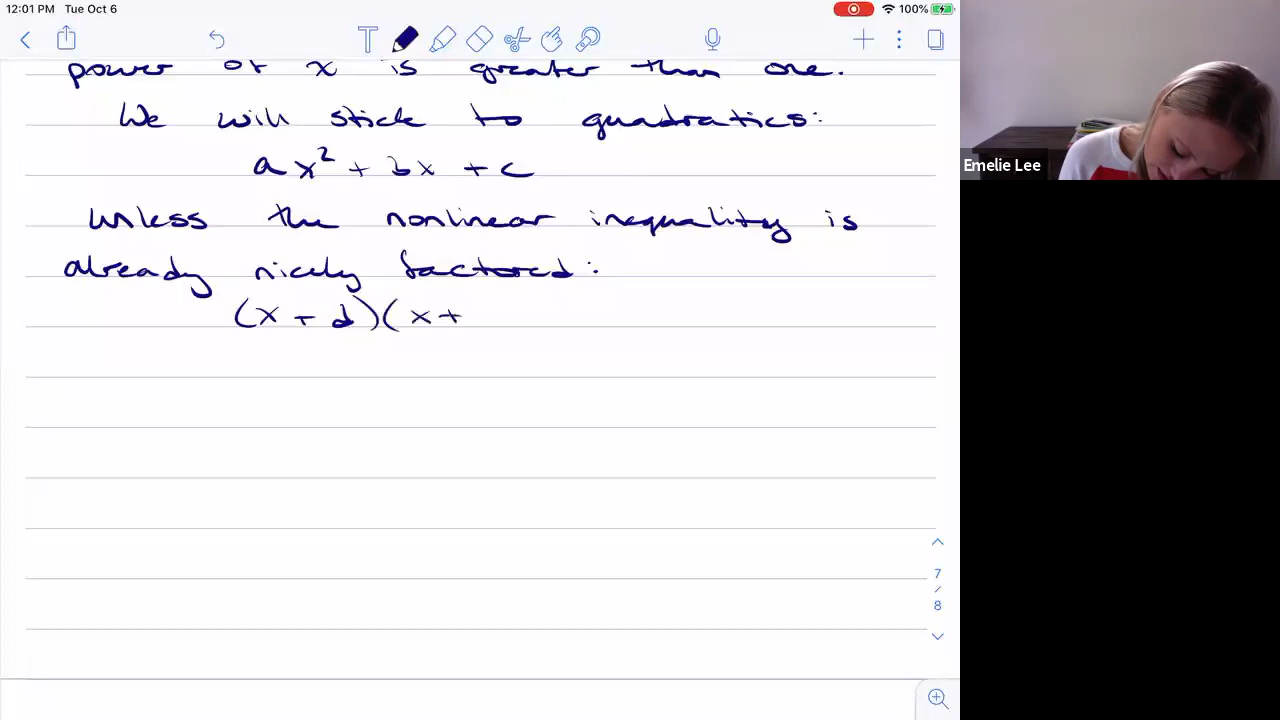 12:01 PM Tue Oct 6
100%
T
power of x is greater than one.
We will stick to quadratics:
ax² + bx + c
unless the nonlinear inequality is
already nicely factored:
(x + d)(x +
7
/
8
Emelie Lee